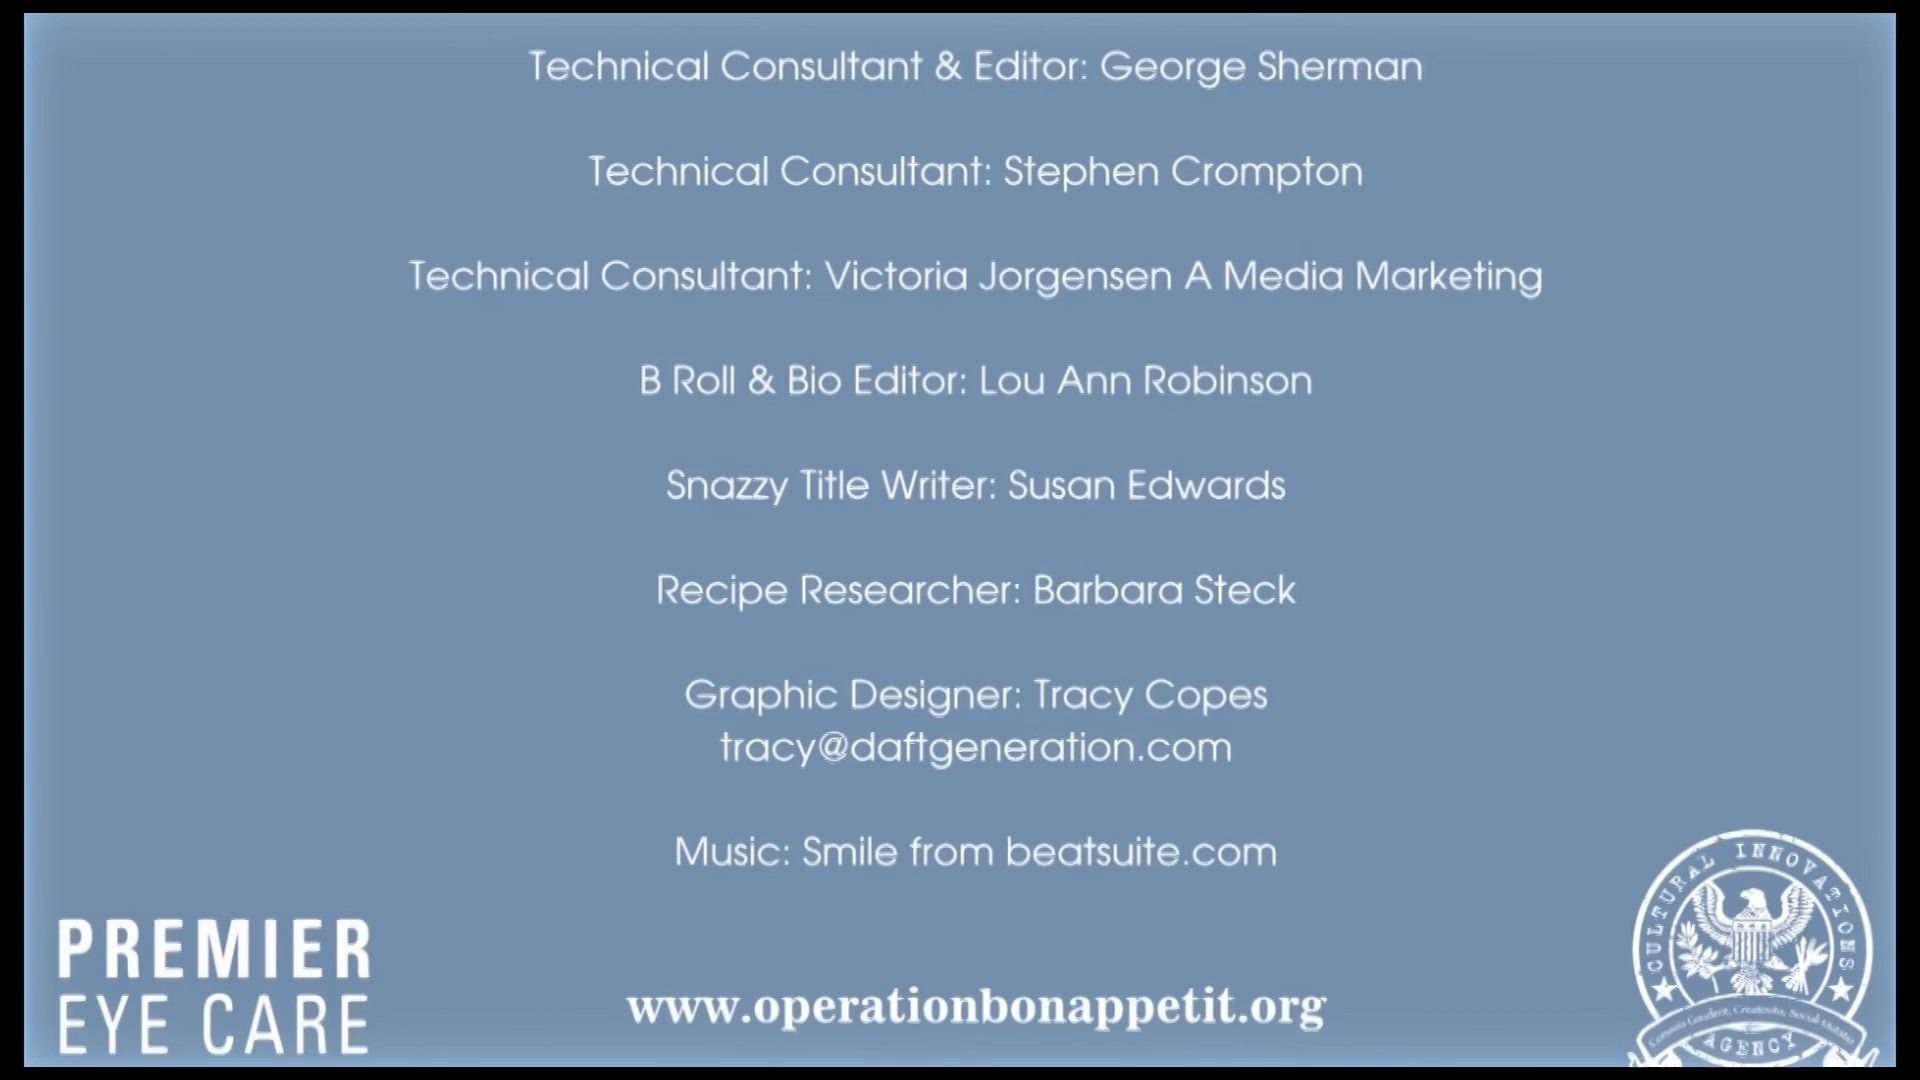 Technical Consultant & Editor: George Sherman
Technical Consultant: Stephen Crompton
Technical Consultant: Victoria Jorgensen A Media Marketing
B Roll & Bio Editor: Lou Ann Robinson
Snazzy Title Writer: Susan Edwards
Recipe Researcher: Barbara Steck
Graphic Designer: Tracy Copes
tracy@daftgeneration.com
Music: Smile from beatsuite.com
PREMIER
EYE CARE
www.operationbonappetit.org
CULTURAL INNOVATIONS
AGENCY